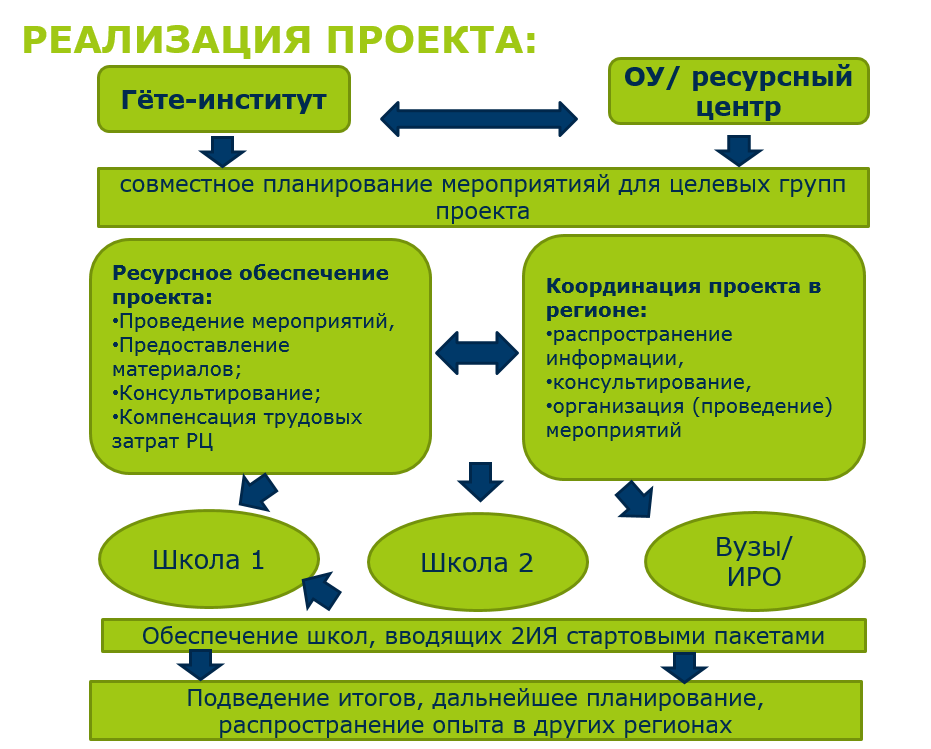 РЕАЛИЗАЦИЯ ПРОЕКТА:
Гёте-институт
ОУ/ ресурсный
центр
совместное планирование мероприятияй для целевых групп
проекта
Ресурсное обеспечение
проекта:
•Проведение мероприятий,
•Предоставление
материалов;
•Консультирование;
•Компенсация трудовых
затрат РЦ
Координация проекта в
регионе:
•распространение
информации,
•консультирование,
•организация (проведение)
мероприятий
Школа 1
Школа 2
Вузы/
ИРО
Обеспечение школ, вводящих 2ИЯ стартовыми пакетами
Подведение итогов, дальнейшее планирование,
распространение опыта в других регионах